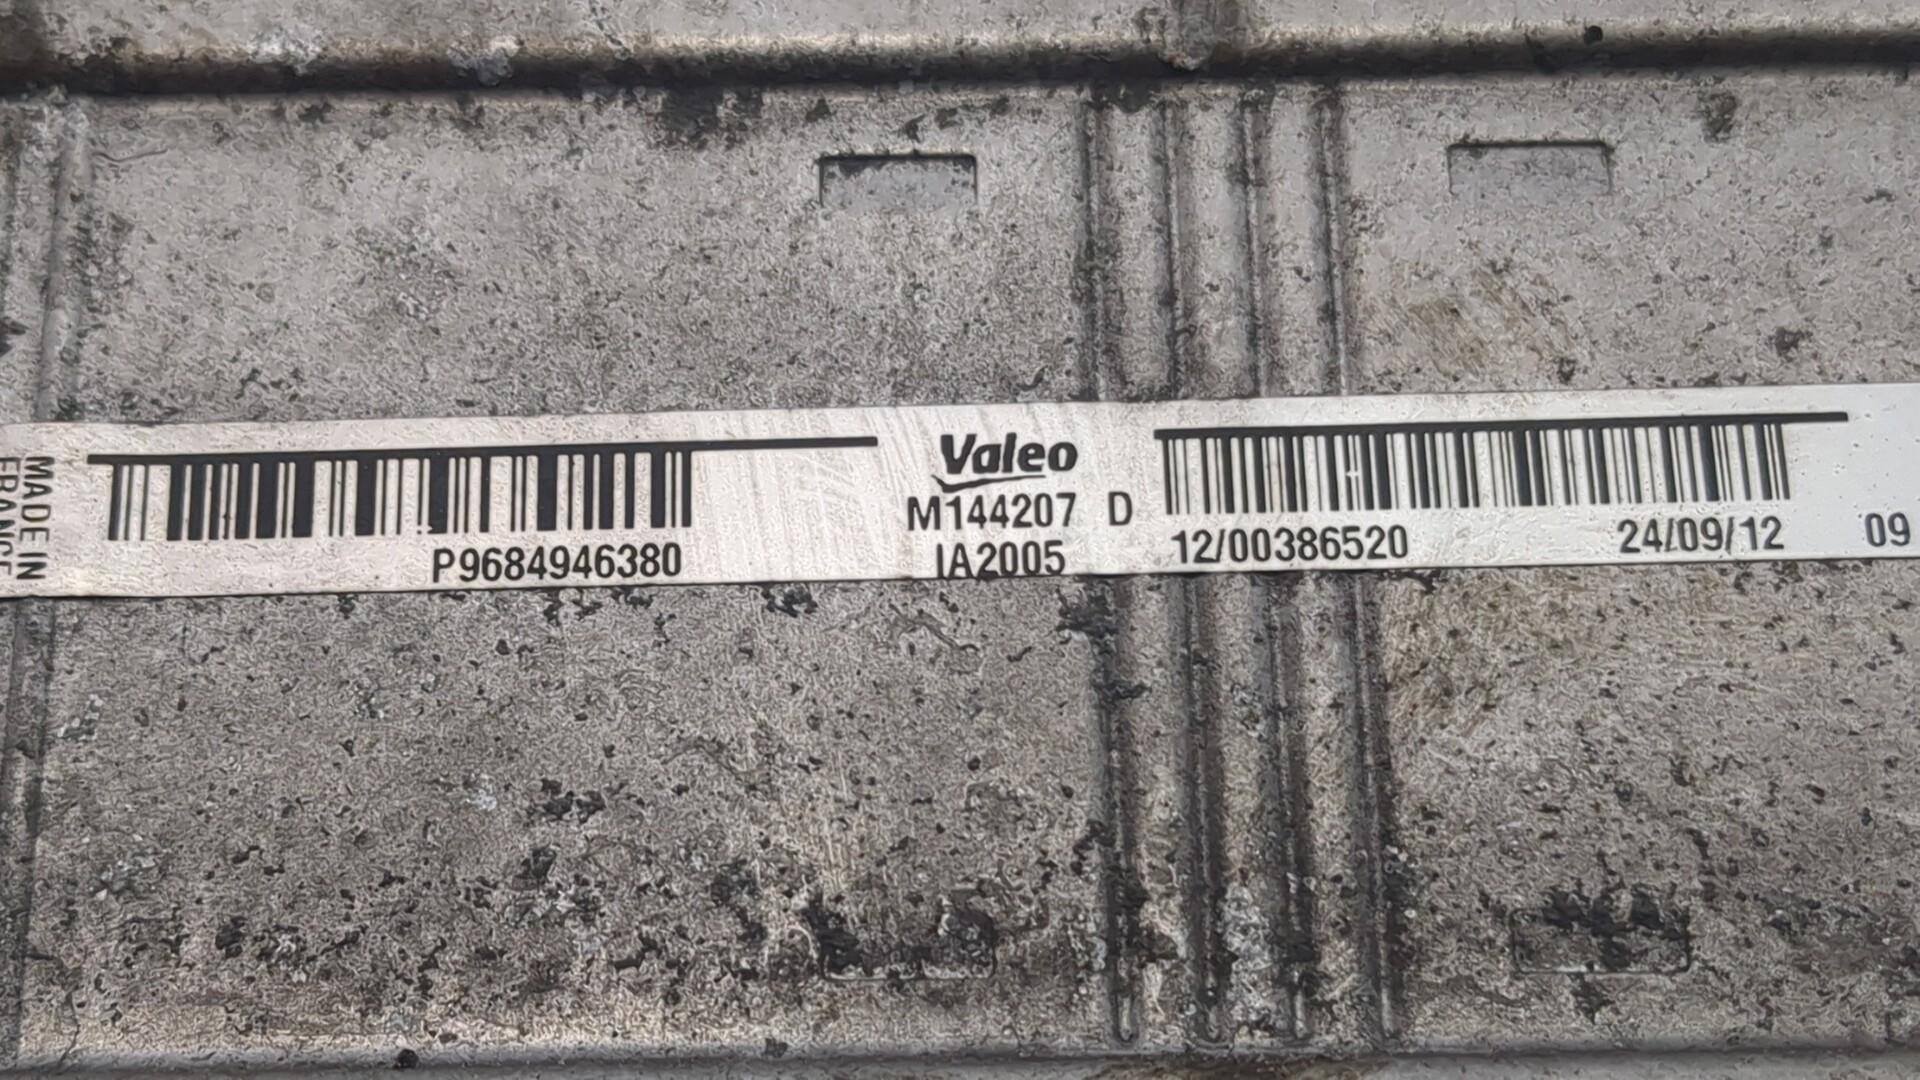 MADE IN
FRANCE
P9684946380
Valeo
M144207 D
IA2005
12/00386520 24/09/12 09